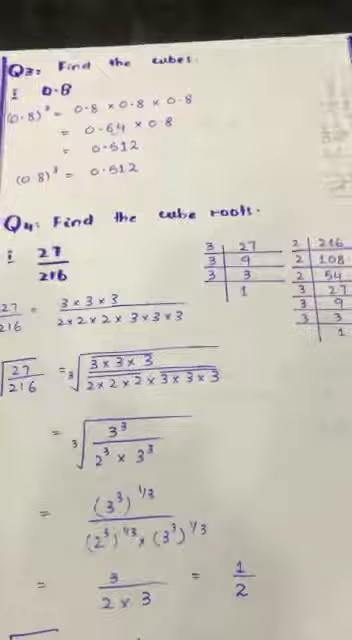 Q3: Find the cubes.
i 0.8
(0.8)³ = 0.8 × 0.8 × 0.8
= 0.64 × 0.8
= 0.512
(0.8)³ = 0.512
Q4: Find the cube roots.
i 27/216
3 | 27
3 | 9
3 | 3
1
2 | 216
2 | 108
2 | 54
3 | 27
3 | 9
3 | 3
1
27/216 = 3 × 3 × 3 / 2 × 2 × 2 × 3 × 3 × 3
√27/216 = ³√3 × 3 × 3 / 2 × 2 × 2 × 3 × 3 × 3
= ³√3³ / 2³ × 3³
= (3³)^1/3 / (2³)^1/3 × (3³)^1/3
= 3 / 2 × 3 = 1/2